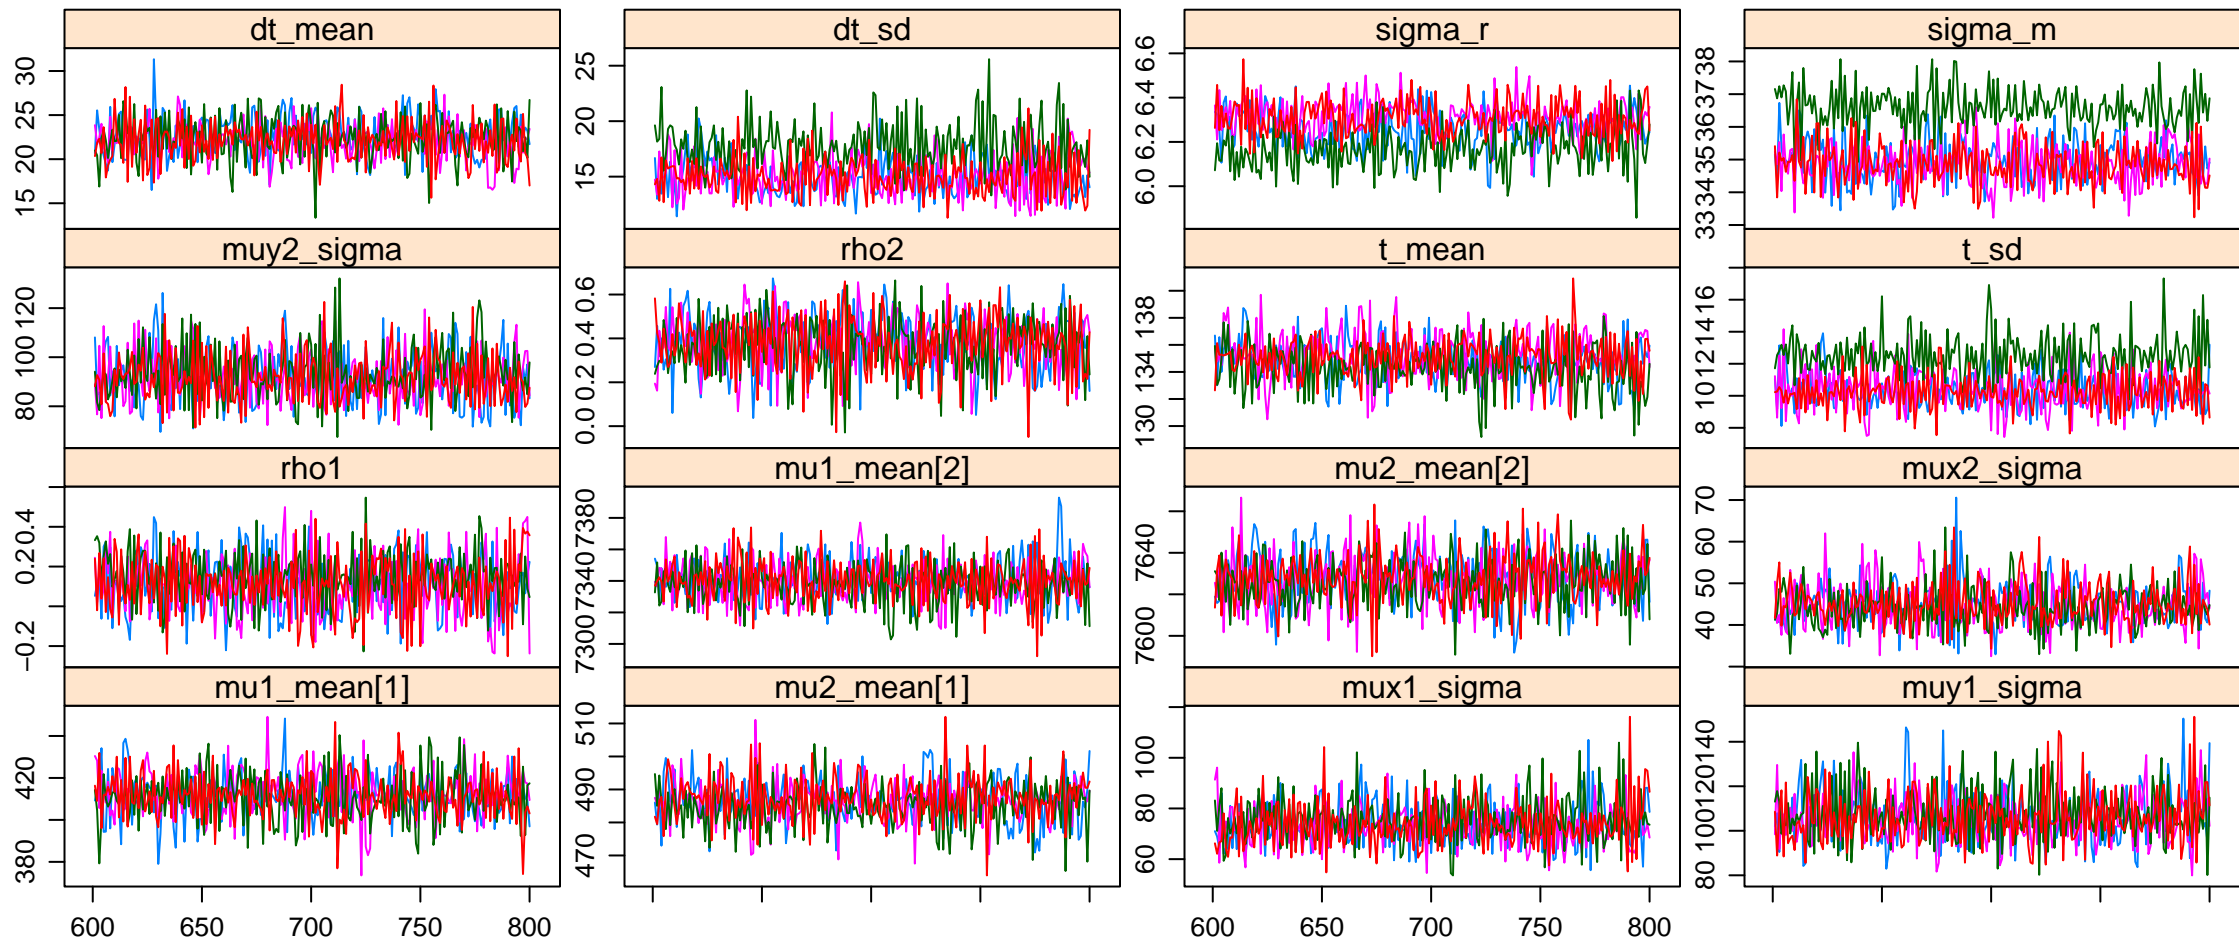 dt_mean
15 20 25 30
dt_sd
15 20 25
sigma_r
6.0 6.2 6.4 6.6
sigma_m
33 34 35 36 37 38
muy2_sigma
80 100 120
rho2
0.0 0.2 0.4 0.6
t_mean
130 134 138
t_sd
8 10 12 14 16
rho1
−0.2 0.2 0.4
mu1_mean[2]
7300 7340 7380
mu2_mean[2]
7600 7640
mux2_sigma
40 50 60 70
mu1_mean[1]
380 420
mu2_mean[1]
470 490 510
mux1_sigma
60 80 100
muy1_sigma
80 100 120 140
600 650 700 750 800
600 650 700 750 800